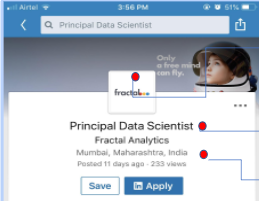 Airtel 3:56 PM 51%
Principal Data Scientist
Only
a free mind
can fly.
fractal
Principal Data Scientist
Fractal Analytics
Mumbai, Maharashtra, India
Posted 11 days ago · 233 views
Save in Apply